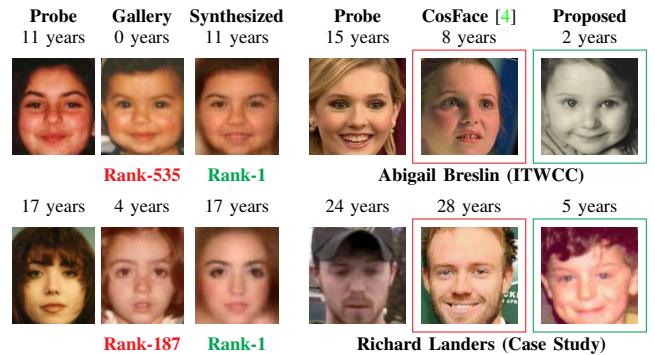 Probe Gallery Synthesized Probe CosFace [4] Proposed
11 years 0 years 11 years 15 years 8 years 2 years
Rank-535 Rank-1 Abigail Breslin (ITWCC)
17 years 4 years 17 years 24 years 28 years 5 years
Rank-187 Rank-1 Richard Landers (Case Study)